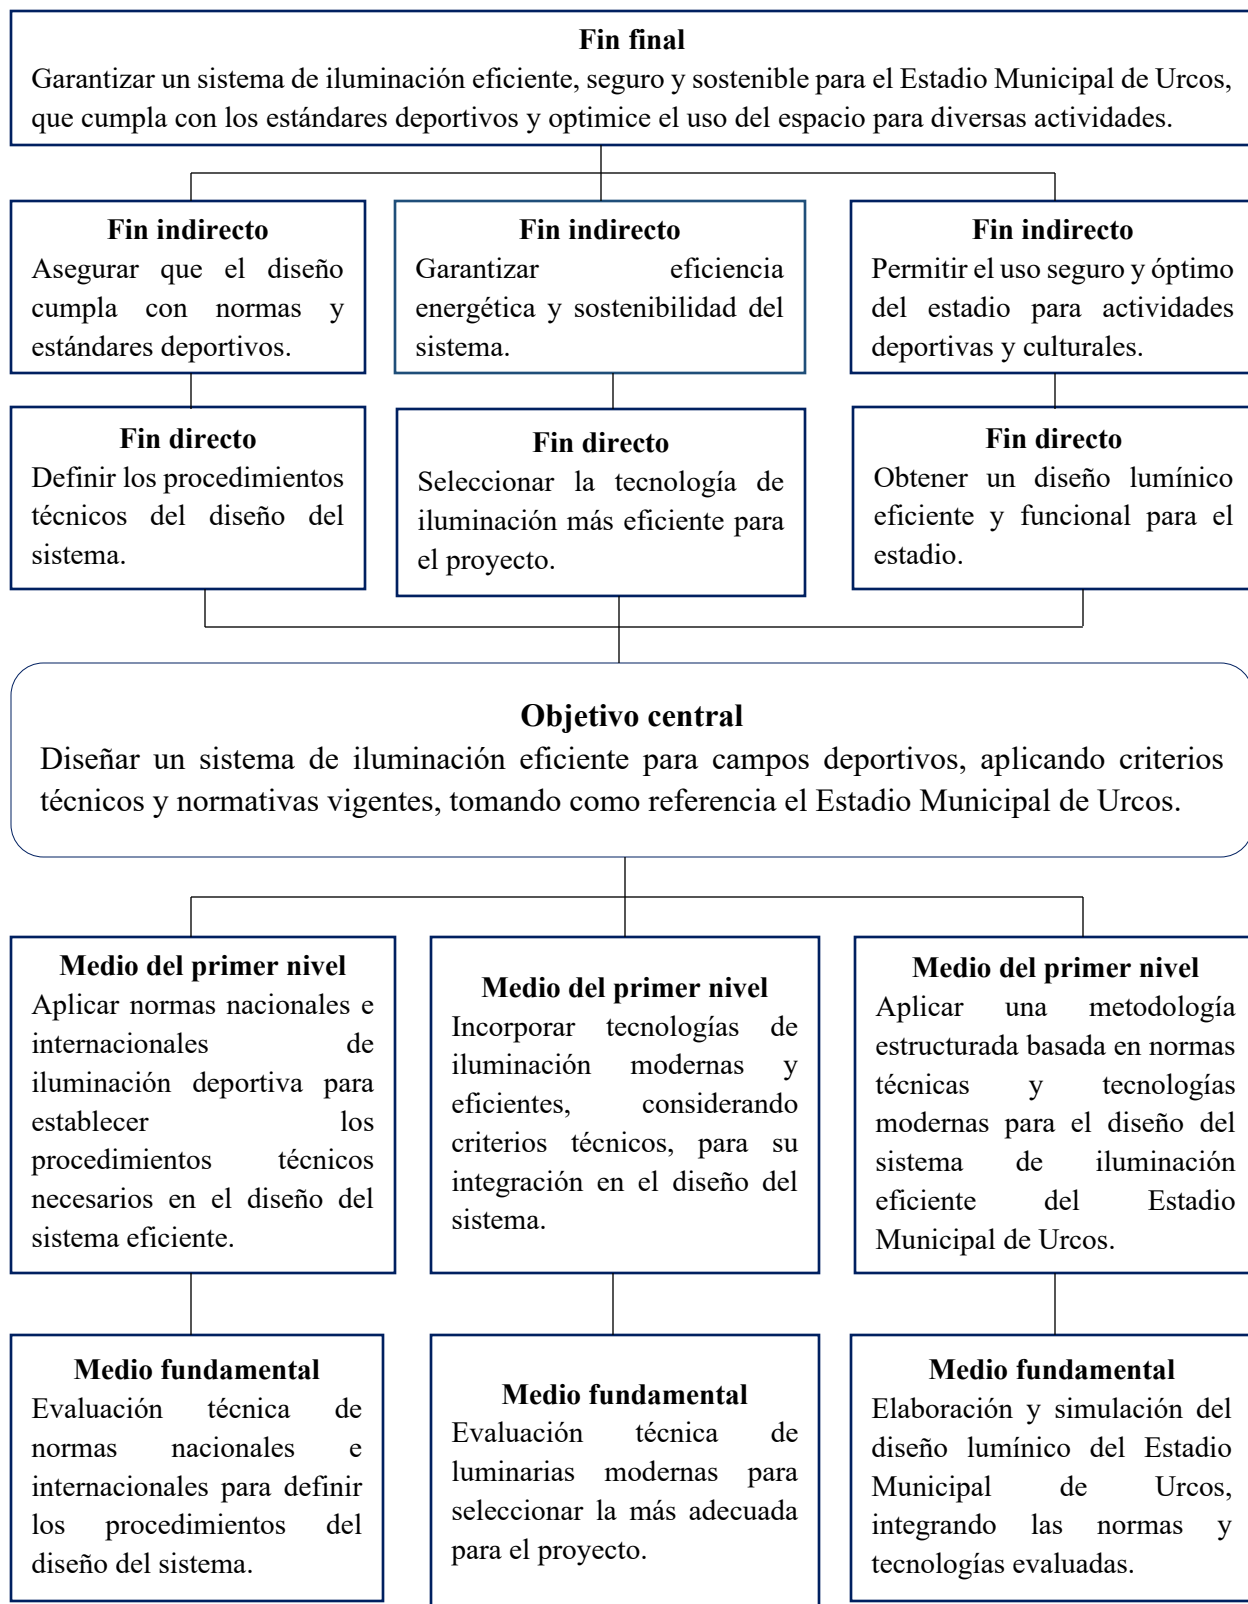 Fin final
Garantizar un sistema de iluminación eficiente, seguro y sostenible para el Estadio Municipal de Urcos,
que cumpla con los estándares deportivos y optimice el uso del espacio para diversas actividades.
Fin indirecto
Asegurar que el diseño
cumpla con normas y
estándares deportivos.
Fin indirecto
Garantizar eficiencia
energética y sostenibilidad del
sistema.
Fin indirecto
Permitir el uso seguro y óptimo
del estadio para actividades
deportivas y culturales.
Fin directo
Definir los procedimientos
técnicos del diseño del
sistema.
Fin directo
Seleccionar la tecnología de
iluminación más eficiente para
el proyecto.
Fin directo
Obtener un diseño lumínico
eficiente y funcional para el
estadio.
Objetivo central
Diseñar un sistema de iluminación eficiente para campos deportivos, aplicando criterios
técnicos y normativas vigentes, tomando como referencia el Estadio Municipal de Urcos.
Medio del primer nivel
Aplicar normas nacionales e
internacionales de
iluminación deportiva para
establecer los
procedimientos técnicos
necesarios en el diseño del
sistema eficiente.
Medio del primer nivel
Incorporar tecnologías de
iluminación modernas y
eficientes, considerando
criterios técnicos, para su
integración en el diseño del
sistema.
Medio del primer nivel
Aplicar una metodología
estructurada basada en normas
técnicas y tecnologías
modernas para el diseño del
sistema de iluminación
eficiente del Estadio
Municipal de Urcos.
Medio fundamental
Evaluación técnica de
normas nacionales e
internacionales para definir
los procedimientos del
diseño del sistema.
Medio fundamental
Evaluación técnica de
luminarias modernas para
seleccionar la más adecuada
para el proyecto.
Medio fundamental
Elaboración y simulación del
diseño lumínico del Estadio
Municipal de Urcos,
integrando las normas y
tecnologías evaluadas.